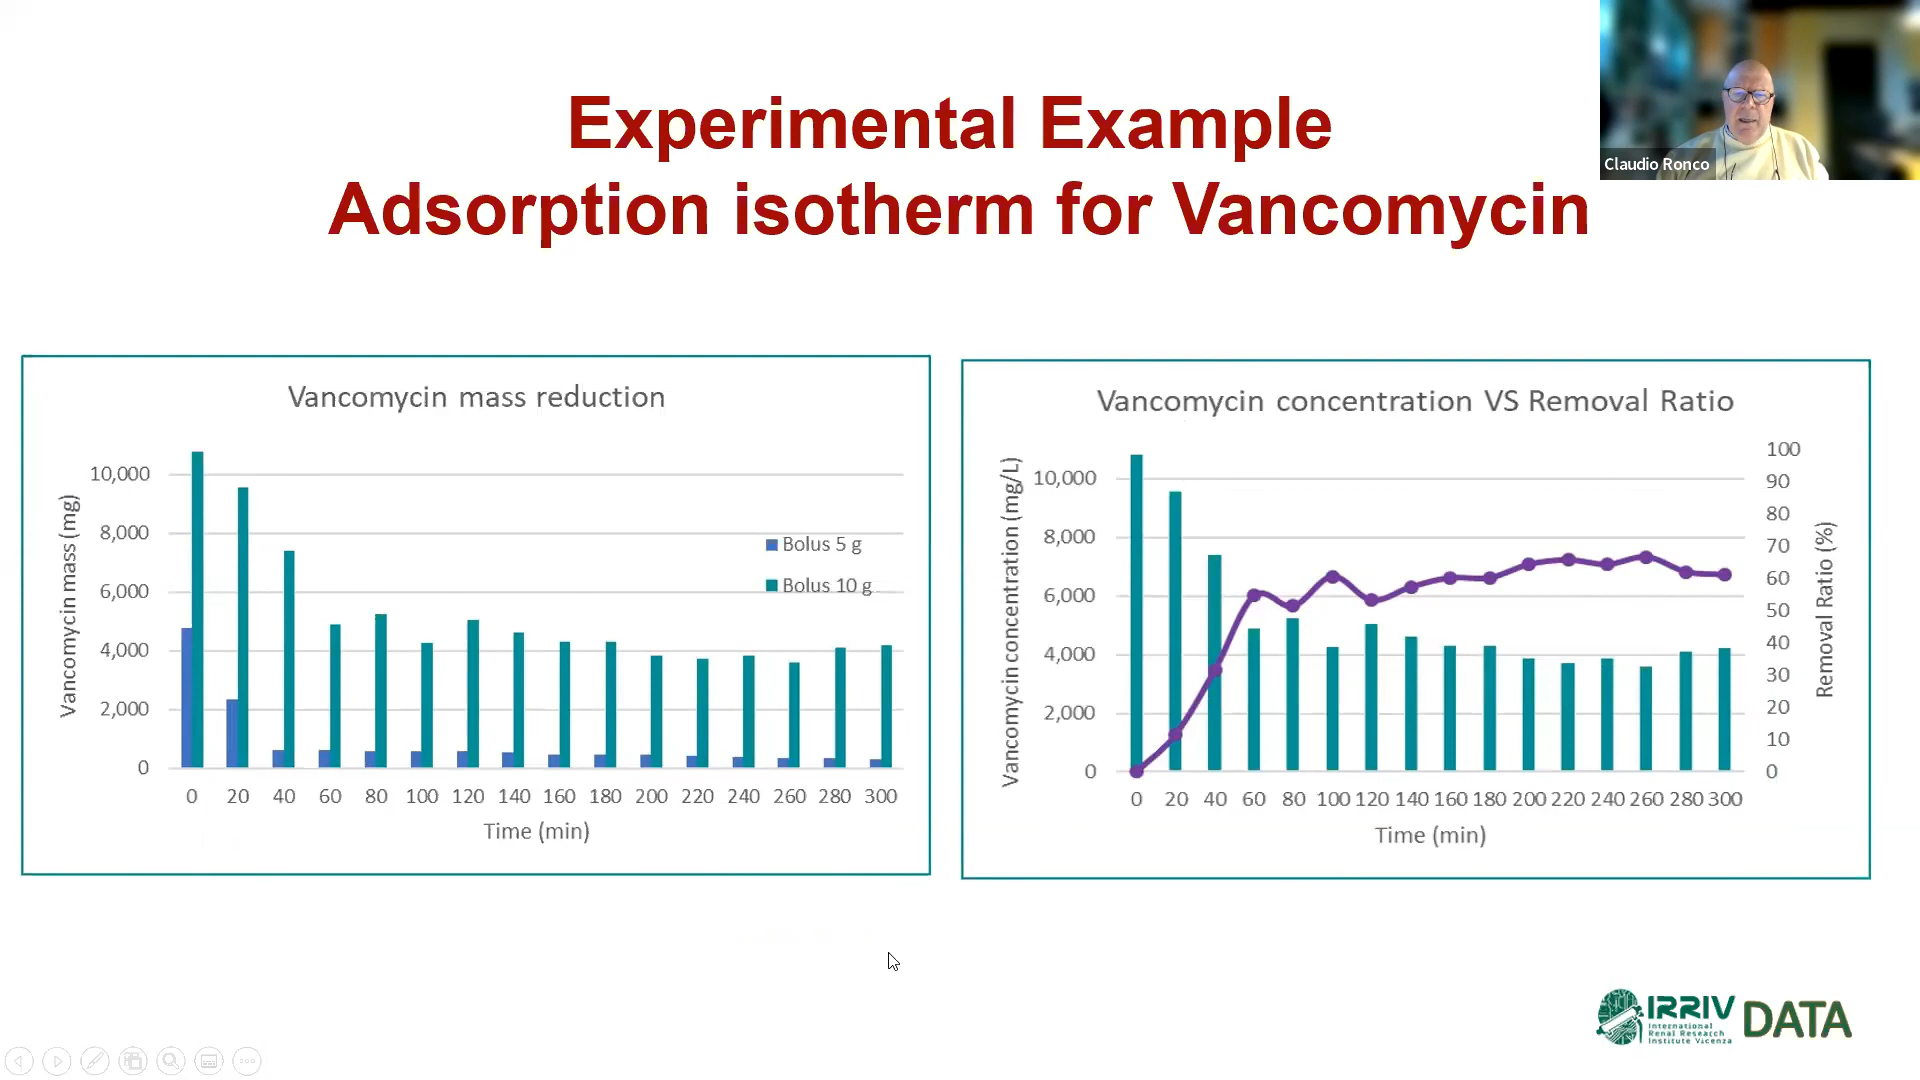 Experimental Example
Adsorption isotherm for Vancomycin
Claudio Ronco
Vancomycin mass reduction
Vancomycin mass (mg)
10,000
8,000
6,000
4,000
2,000
0
Bolus 5 g
Bolus 10 g
0 20 40 60 80 100 120 140 160 180 200 220 240 260 280 300
Time (min)
Vancomycin concentration VS Removal Ratio
Vancomycin concentration (mg/L)
10,000
8,000
6,000
4,000
2,000
0
100
90
80
70
60
50
40
30
20
10
0
Removal Ratio (%)
0 20 40 60 80 100 120 140 160 180 200 220 240 260 280 300
Time (min)
IRRIV DATA
International
Renal Research
Institute Vicenza